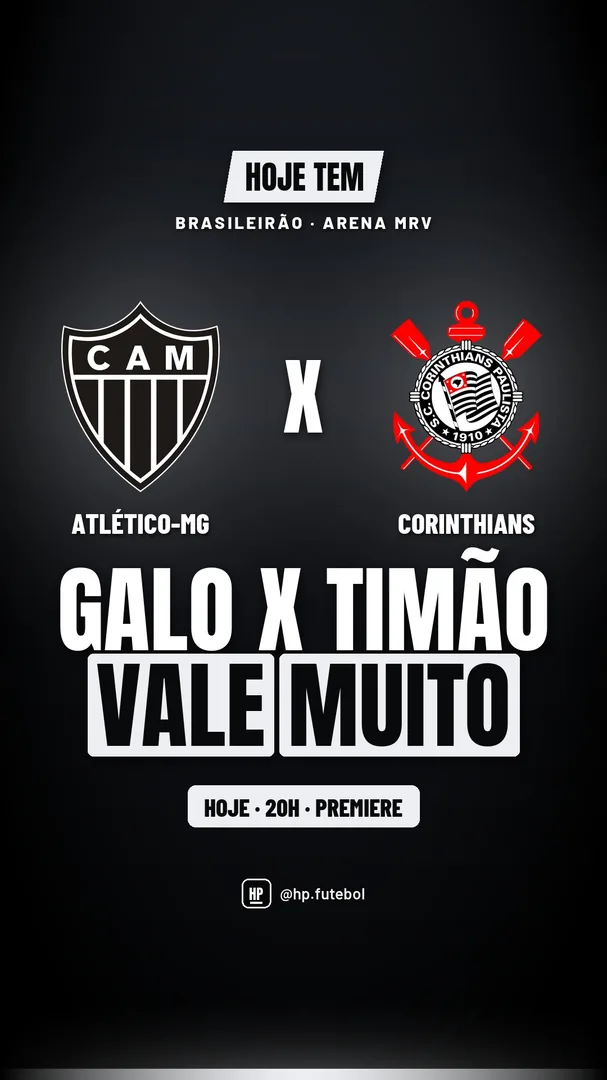 HOJE TEM
BRASILEIRÃO · ARENA MRV
CAM
S.C. CORINTHIANS PAULISTA
★ 1910 ★
X
ATLÉTICO-MG
CORINTHIANS
GALO X TIMÃO
VALE MUITO
HOJE · 20H · PREMIERE
HP @hp.futebol